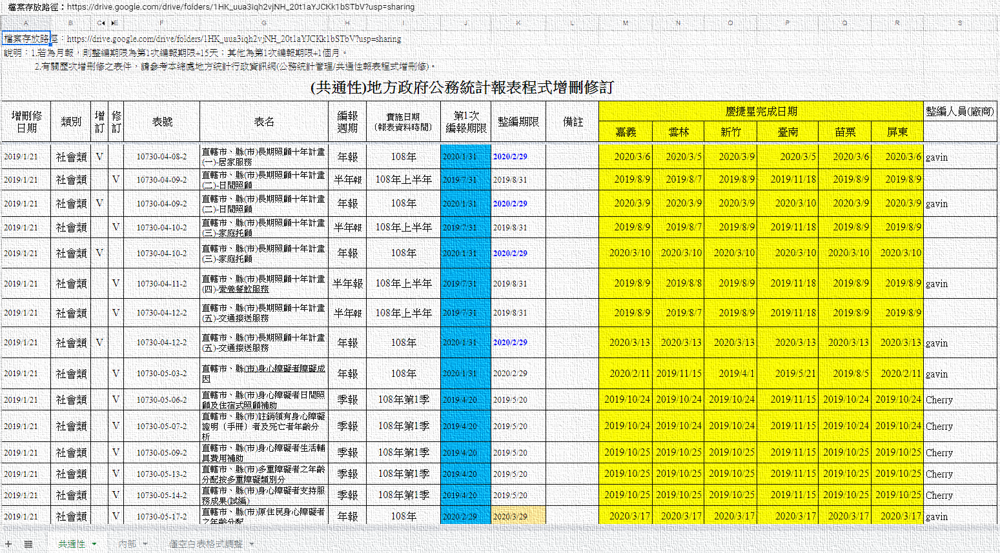 檔案存放路徑：https://drive.google.com/drive/folders/1HK_uua3iqh2vjNH_20t1aYJCKk1bSTbV?usp=sharing
A B C E F G H I J K L M N O P Q R S
檔案存放路徑：https://drive.google.com/drive/folders/1HK_uua3iqh2vjNH_20t1aYJCKk1bSTbV?usp=sharing
說明：1.若為月報，則整編期限為第1次編報期限+15天；其他為第1次編報期限+1個月。
2.有關歷次增刪修之表件，請參考本總處地方統計行政資訊網(公務統計管理/共通性報表程式增刪修)。
(共通性)地方政府公務統計報表程式增刪修訂
增刪修日期 類別 增訂 修訂 表號 表名 編報週期 實施日期(報表資料時間) 第1次編報期限 整編期限 備註 慶捷星完成日期 整編人員(廠商)
嘉義 雲林 新竹 臺南 苗栗 屏東
2019/1/21 社會類 V 10730-04-08-2 直轄市、縣(市)長期照顧十年計畫(一)-居家服務 年報 108年 2020/1/31 2020/2/29 2020/3/6 2020/3/5 2020/3/9 2020/3/5 2020/3/6 2020/3/6 gavin
2019/1/21 社會類 V 10730-04-09-2 直轄市、縣(市)長期照顧十年計畫(二)-日間照顧 半年報 108年上半年 2019/7/31 2019/8/31 2019/8/9 2019/8/7 2019/8/9 2019/11/18 2019/8/9 2019/8/9
2019/1/21 社會類 V 10730-04-09-2 直轄市、縣(市)長期照顧十年計畫(二)-日間照顧 年報 108年 2020/1/31 2020/2/29 2020/3/9 2020/3/9 2020/3/9 2020/3/10 2020/3/9 2020/3/9 gavin
2019/1/21 社會類 V 10730-04-10-2 直轄市、縣(市)長期照顧十年計畫(三)-家庭托顧 半年報 108年上半年 2019/7/31 2019/8/31 2019/8/9 2019/8/7 2019/8/9 2019/11/18 2019/8/9 2019/8/9
2019/1/21 社會類 V 10730-04-10-2 直轄市、縣(市)長期照顧十年計畫(三)-家庭托顧 年報 108年 2020/1/31 2020/2/29 2020/3/10 2020/3/10 2020/3/10 2020/3/10 2020/3/10 2020/3/10 gavin
2019/1/21 社會類 V 10730-04-11-2 直轄市、縣(市)長期照顧十年計畫(四)-營養餐飲服務 半年報 108年上半年 2019/7/31 2019/8/31 2019/8/9 2019/8/8 2019/8/9 2019/11/18 2019/8/9 2019/8/9 gavin
2019/1/21 社會類 V 10730-04-12-2 直轄市、縣(市)長期照顧十年計畫(五)-交通接送服務 半年報 108年上半年 2019/7/31 2019/8/31 2019/8/9 2019/8/7 2019/8/9 2019/11/18 2019/8/9 2019/8/9
2019/1/21 社會類 V 10730-04-12-2 直轄市、縣(市)長期照顧十年計畫(五)-交通接送服務 年報 108年 2020/1/31 2020/2/29 2020/3/13 2020/3/13 2020/3/13 2020/3/13 2020/3/13 2020/3/13 gavin
2019/1/21 社會類 V 10730-05-03-2 直轄市、縣(市)身心障礙者障礙成因 年報 108年 2020/1/31 2020/2/29 2020/2/11 2019/11/15 2019/4/1 2019/5/21 2019/8/5 2020/2/11 gavin
2019/1/21 社會類 V 10730-05-06-2 直轄市、縣(市)身心障礙者日間照顧及住宿式照顧補助 季報 108年第1季 2019/4/20 2019/5/20 2019/10/24 2019/10/24 2019/10/24 2019/11/15 2019/10/24 2019/10/24 Cherry
2019/1/21 社會類 V 10730-05-07-2 直轄市、縣(市)註銷領有身心障礙證明（手冊）者及死亡者年齡分析 季報 108年第1季 2019/4/20 2019/5/20 2019/10/24 2019/10/24 2019/10/24 2019/11/15 2019/10/24 2019/10/24 Cherry
2019/1/21 社會類 V 10730-05-09-2 直轄市、縣(市)身心障礙者生活輔具費用補助 季報 108年第1季 2019/4/20 2019/5/20 2019/10/25 2019/10/25 2019/10/25 2019/11/15 2019/10/25 2019/10/25 Cherry
2019/1/21 社會類 V 10730-05-13-2 直轄市、縣(市)多重障礙者之年齡分配按多重障礙類別分 季報 108年第1季 2019/4/20 2019/5/20 2019/10/25 2019/10/25 2019/10/25 2019/11/15 2019/10/25 2019/10/25 Cherry
2019/1/21 社會類 V 10730-05-14-2 直轄市、縣(市)身心障礙者支持服務成果(試編) 季報 108年第1季 2019/4/20 2019/5/20 2019/10/25 2019/10/25 2019/10/25 2019/11/15 2019/10/25 2019/10/25 Cherry
2019/1/21 社會類 V 10730-05-17-2 直轄市、縣(市)原住民身心障礙者之年齡分配 年報 108年 2020/2/29 2020/3/29 2020/3/17 2020/3/17 2020/3/17 2020/3/17 2020/3/17 2020/3/17 gavin
共通性 內部 僅空白表格式調整